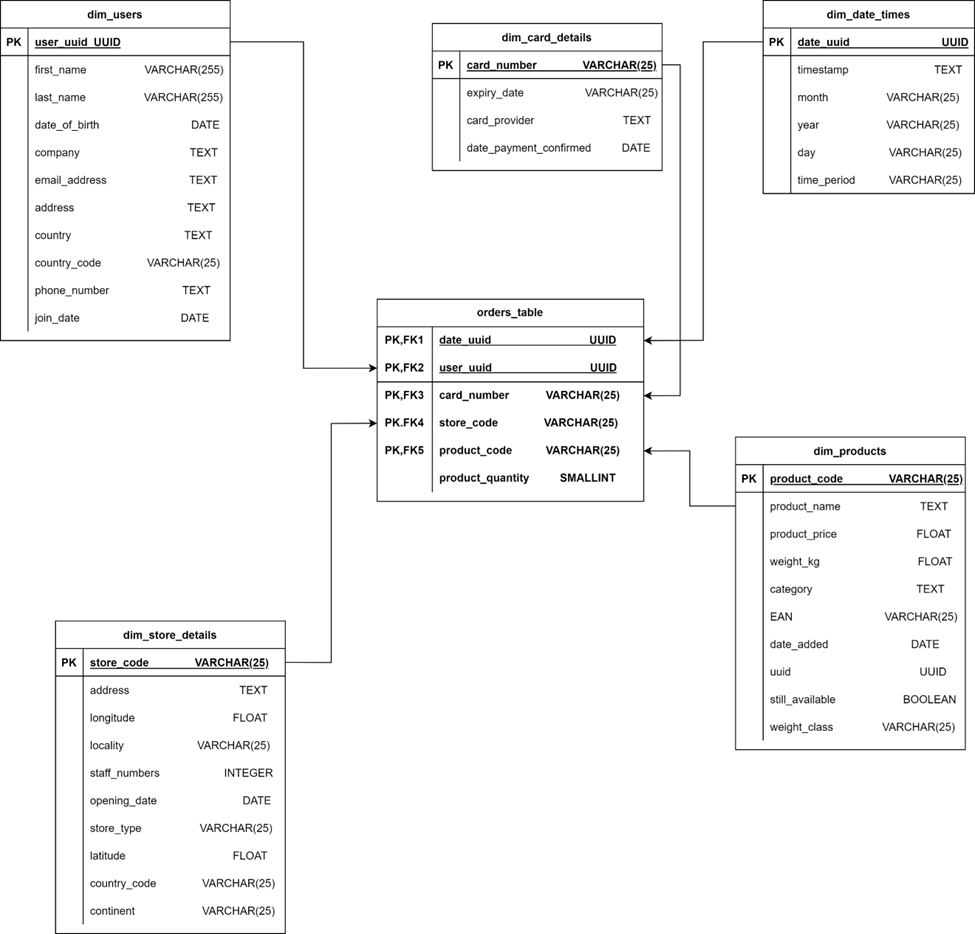 dim_users
PK user_uuid UUID
first_name VARCHAR(255)
last_name VARCHAR(255)
date_of_birth DATE
company TEXT
email_address TEXT
address TEXT
country TEXT
country_code VARCHAR(25)
phone_number TEXT
join_date DATE
dim_card_details
PK card_number VARCHAR(25)
expiry_date VARCHAR(25)
card_provider TEXT
date_payment_confirmed DATE
dim_date_times
PK date_uuid UUID
timestamp TEXT
month VARCHAR(25)
year VARCHAR(25)
day VARCHAR(25)
time_period VARCHAR(25)
orders_table
PK,FK1 date_uuid UUID
PK,FK2 user_uuid UUID
PK,FK3 card_number VARCHAR(25)
PK.FK4 store_code VARCHAR(25)
PK,FK5 product_code VARCHAR(25)
product_quantity SMALLINT
dim_products
PK product_code VARCHAR(25)
product_name TEXT
product_price FLOAT
weight_kg FLOAT
category TEXT
EAN VARCHAR(25)
date_added DATE
uuid UUID
still_available BOOLEAN
weight_class VARCHAR(25)
dim_store_details
PK store_code VARCHAR(25)
address TEXT
longitude FLOAT
locality VARCHAR(25)
staff_numbers INTEGER
opening_date DATE
store_type VARCHAR(25)
latitude FLOAT
country_code VARCHAR(25)
continent VARCHAR(25)